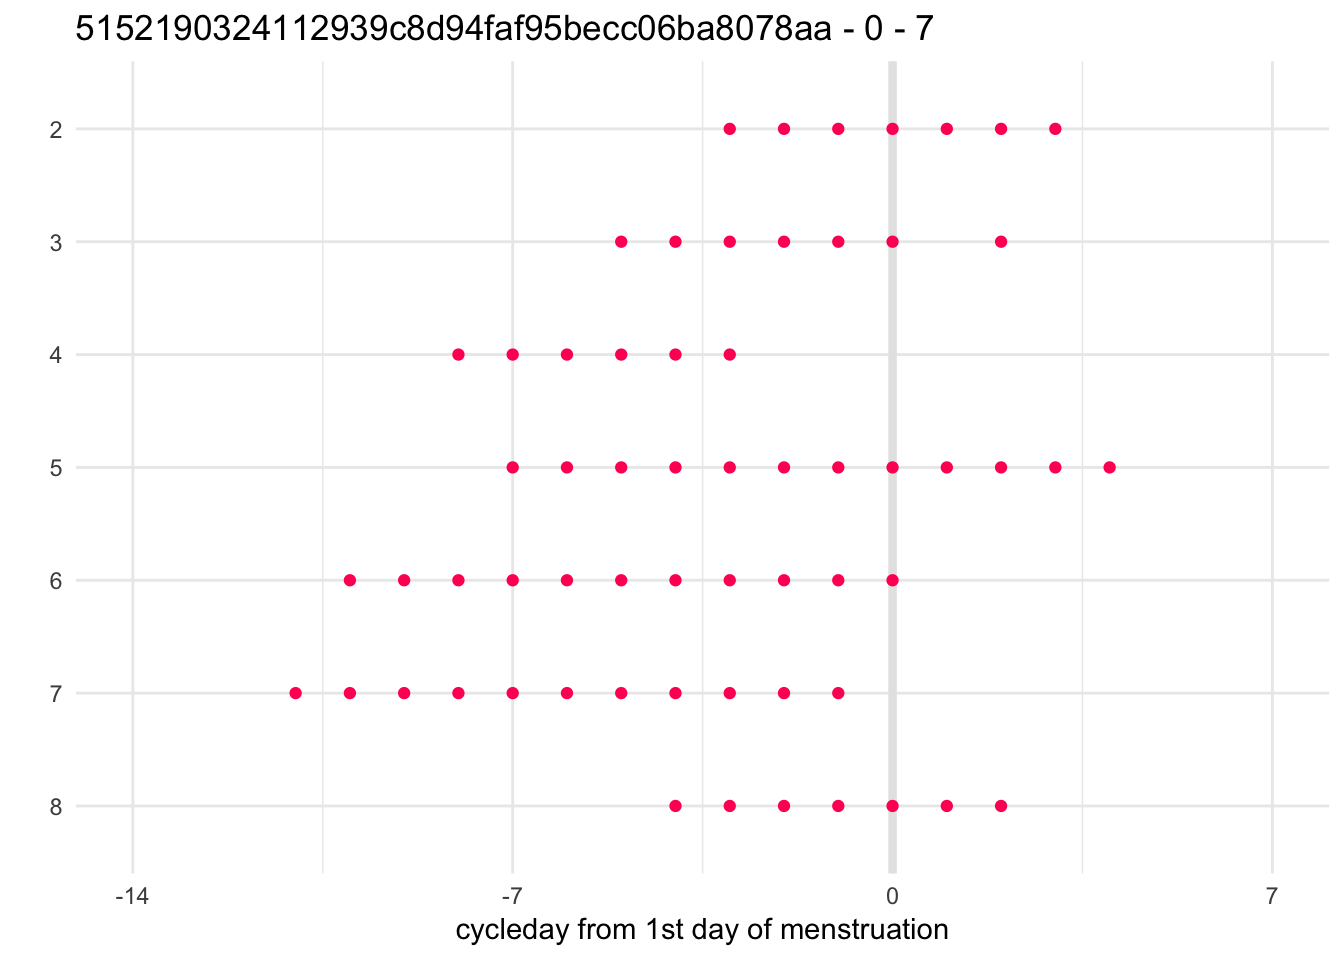 5152190324112939c8d94faf95becc06ba8078aa - 0 - 7
2
3
4
5
6
7
8
-14 -7 0 7
cycleday from 1st day of menstruation